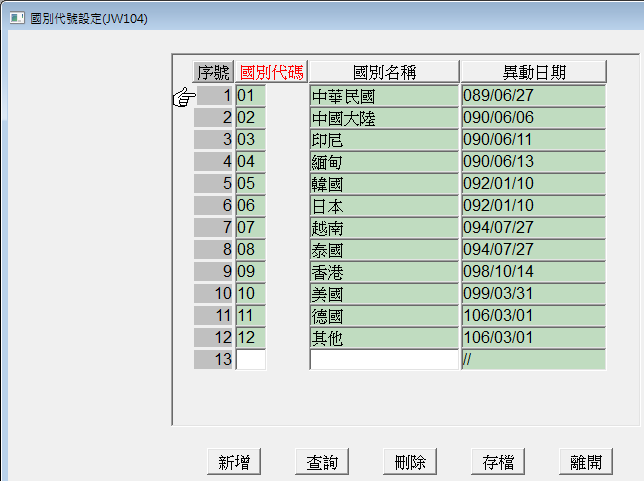 國別代號設定(JW104)
序號 國別代碼 國別名稱 異動日期
1 01 中華民國 089/06/27
2 02 中國大陸 090/06/06
3 03 印尼 090/06/11
4 04 緬甸 090/06/13
5 05 韓國 092/01/10
6 06 日本 092/01/10
7 07 越南 094/07/27
8 08 泰國 094/07/27
9 09 香港 098/10/14
10 10 美國 099/03/31
11 11 德國 106/03/01
12 12 其他 106/03/01
13 //
新增 查詢 刪除 存檔 離開